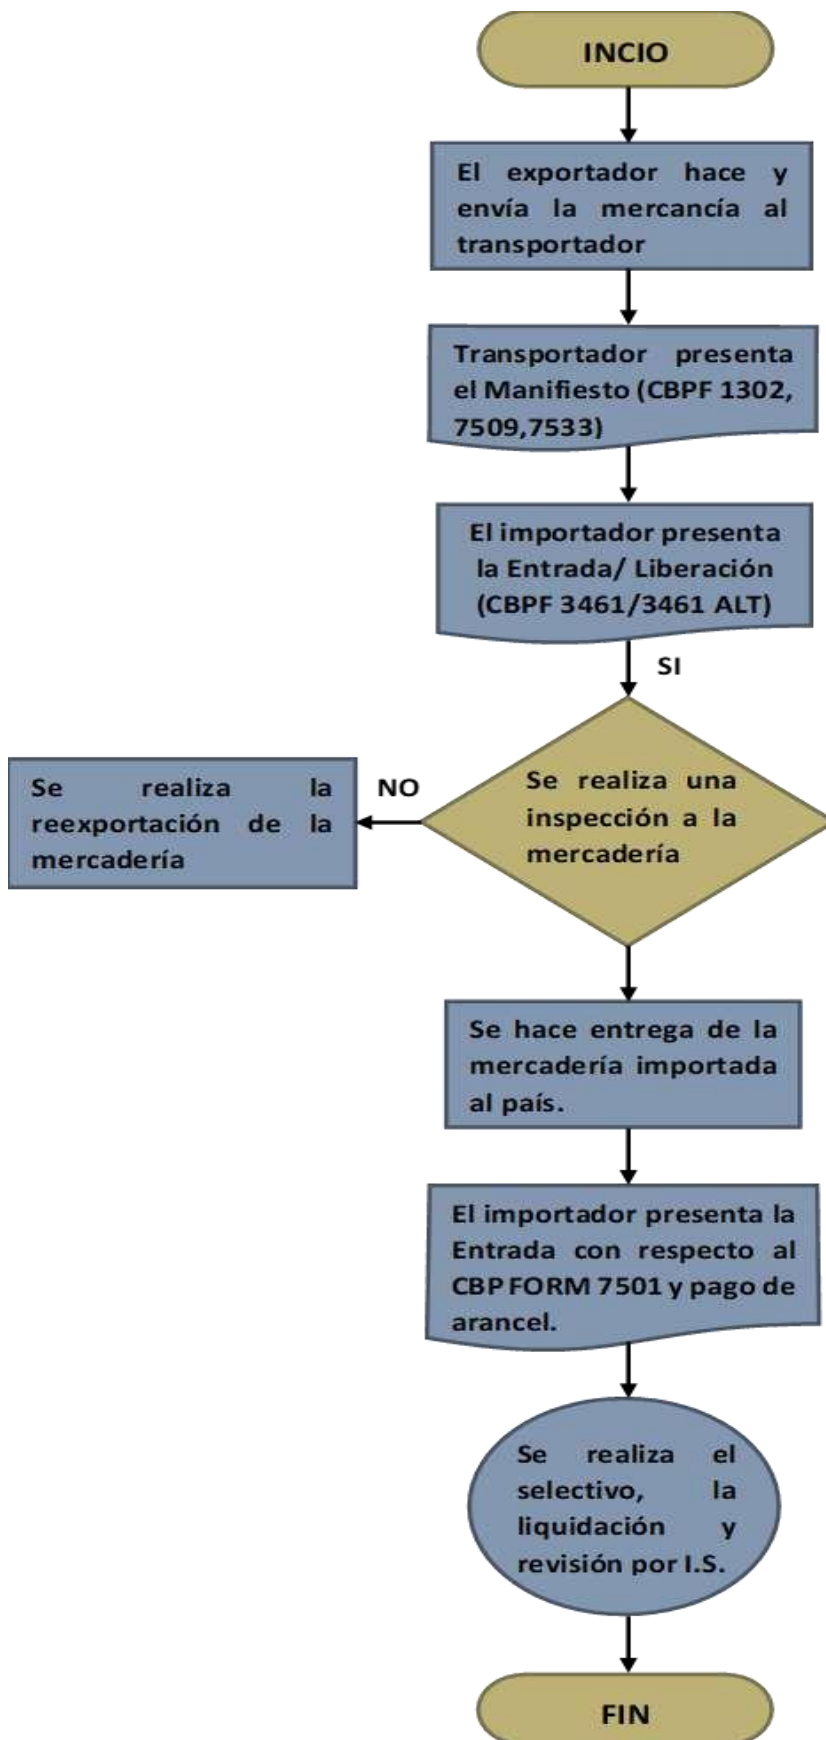 INCIO
El exportador hace y
envía la mercancía al
transportador
Transportador presenta
el Manifiesto (CBPF 1302,
7509,7533)
El importador presenta
la Entrada/ Liberación
(CBPF 3461/3461 ALT)
SI
Se realiza una
inspección a la
mercadería
NO
Se realiza la
reexportación de la
mercadería
Se hace entrega de la
mercadería importada
al país.
El importador presenta la
Entrada con respecto al
CBP FORM 7501 y pago de
arancel.
Se realiza el
selectivo, la
liquidación y
revisión por I.S.
FIN